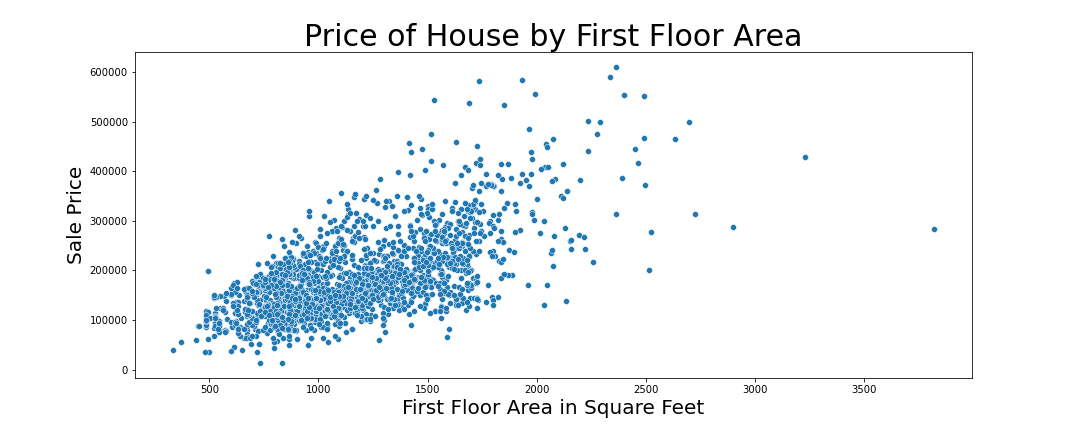 Price of House by First Floor Area
600000
500000
400000
300000
200000
100000
0
Sale Price
500 1000 1500 2000 2500 3000 3500
First Floor Area in Square Feet